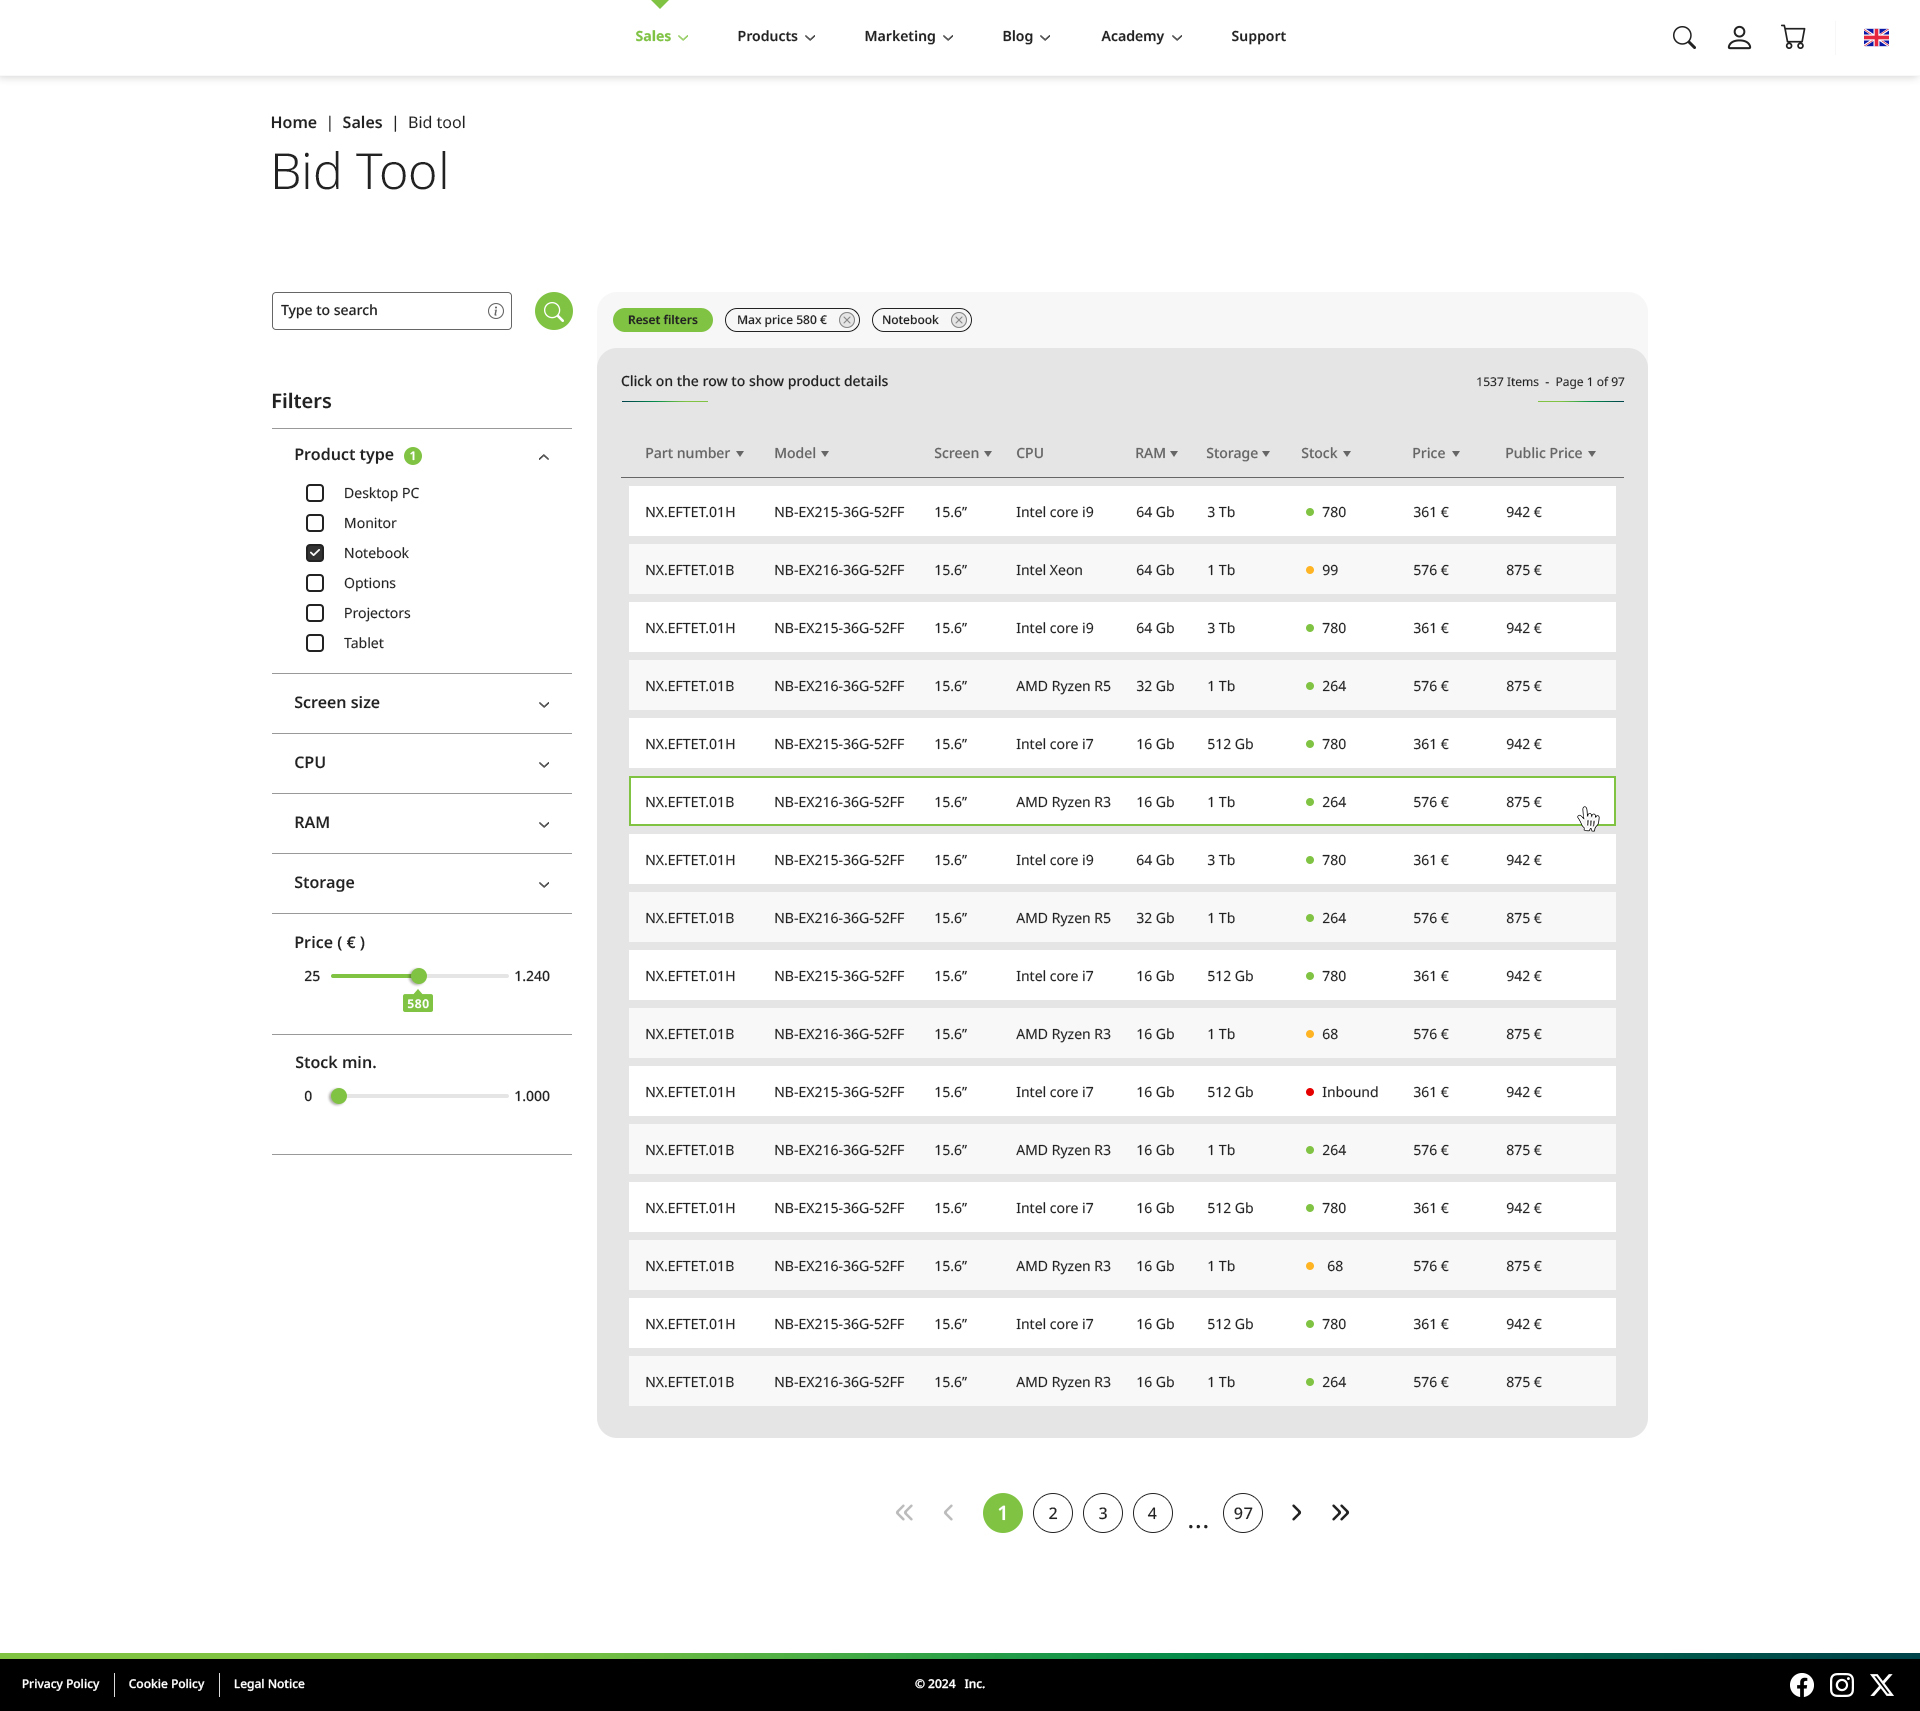 Sales Products Marketing Blog Academy Support
Home | Sales | Bid tool
Bid Tool
Type to search
Reset filters Max price 580 € Notebook
Filters
Product type 1
Desktop PC
Monitor
Notebook
Options
Projectors
Tablet
Screen size
CPU
RAM
Storage
Price ( € )
25 1.240
580
Stock min.
0 1.000
Click on the row to show product details 1537 Items - Page 1 of 97
Part number Model Screen CPU RAM Storage Stock Price Public Price
NX.EFTET.01H NB-EX215-36G-52FF 15.6” Intel core i9 64 Gb 3 Tb 780 361 € 942 €
NX.EFTET.01B NB-EX216-36G-52FF 15.6” Intel Xeon 64 Gb 1 Tb 99 576 € 875 €
NX.EFTET.01H NB-EX215-36G-52FF 15.6” Intel core i9 64 Gb 3 Tb 780 361 € 942 €
NX.EFTET.01B NB-EX216-36G-52FF 15.6” AMD Ryzen R5 32 Gb 1 Tb 264 576 € 875 €
NX.EFTET.01H NB-EX215-36G-52FF 15.6” Intel core i7 16 Gb 512 Gb 780 361 € 942 €
NX.EFTET.01B NB-EX216-36G-52FF 15.6” AMD Ryzen R3 16 Gb 1 Tb 264 576 € 875 €
NX.EFTET.01H NB-EX215-36G-52FF 15.6” Intel core i9 64 Gb 3 Tb 780 361 € 942 €
NX.EFTET.01B NB-EX216-36G-52FF 15.6” AMD Ryzen R5 32 Gb 1 Tb 264 576 € 875 €
NX.EFTET.01H NB-EX215-36G-52FF 15.6” Intel core i7 16 Gb 512 Gb 780 361 € 942 €
NX.EFTET.01B NB-EX216-36G-52FF 15.6” AMD Ryzen R3 16 Gb 1 Tb 68 576 € 875 €
NX.EFTET.01H NB-EX215-36G-52FF 15.6” Intel core i7 16 Gb 512 Gb Inbound 361 € 942 €
NX.EFTET.01B NB-EX216-36G-52FF 15.6” AMD Ryzen R3 16 Gb 1 Tb 264 576 € 875 €
NX.EFTET.01H NB-EX215-36G-52FF 15.6” Intel core i7 16 Gb 512 Gb 780 361 € 942 €
NX.EFTET.01B NB-EX216-36G-52FF 15.6” AMD Ryzen R3 16 Gb 1 Tb 68 576 € 875 €
NX.EFTET.01H NB-EX215-36G-52FF 15.6” Intel core i7 16 Gb 512 Gb 780 361 € 942 €
NX.EFTET.01B NB-EX216-36G-52FF 15.6” AMD Ryzen R3 16 Gb 1 Tb 264 576 € 875 €
1 2 3 4 ... 97
Privacy Policy Cookie Policy Legal Notice © 2024 Inc.